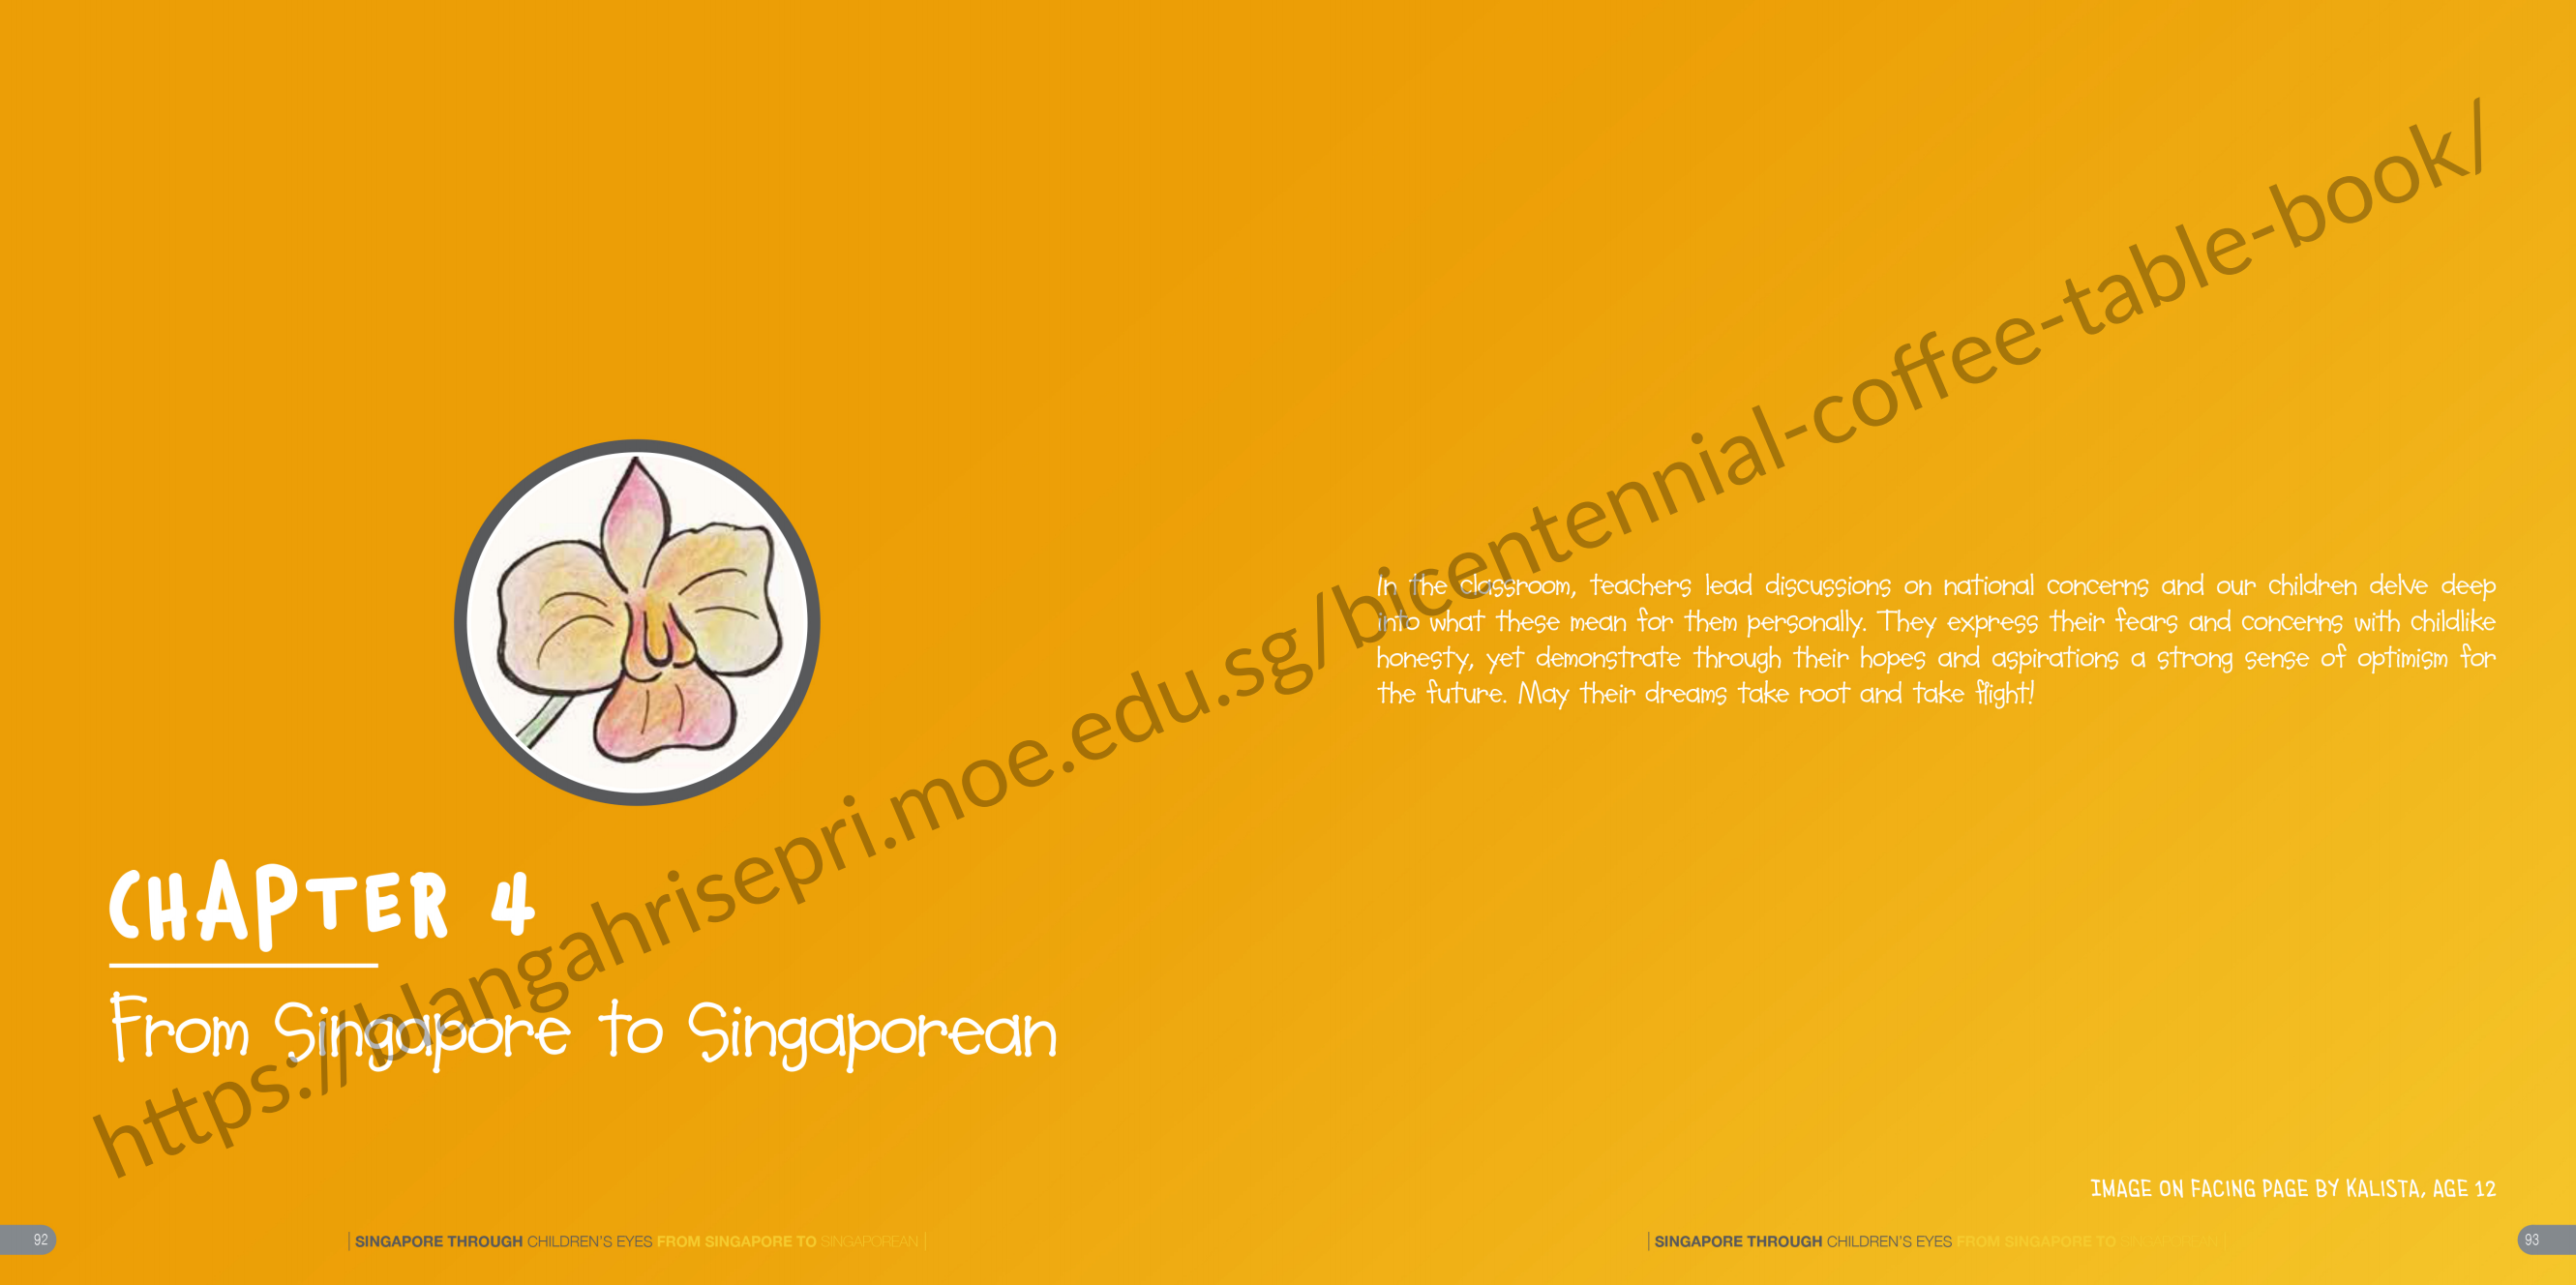 CHAPTER 4
From Singapore to Singaporean
92
| SINGAPORE THROUGH CHILDREN'S EYES FROM SINGAPORE TO SINGAPOREAN |
In the classroom, teachers lead discussions on national concerns and our children delve deep
into what these mean for them personally. They express their fears and concerns with childlike
honesty, yet demonstrate through their hopes and aspirations a strong sense of optimism for
the future. May their dreams take root and take flight!
IMAGE ON FACING PAGE BY KALISTA, AGE 12
| SINGAPORE THROUGH CHILDREN'S EYES FROM SINGAPORE TO SINGAPOREAN |
93
https://blangahrisepri.moe.edu.sg/bicentennial-coffee-table-book/